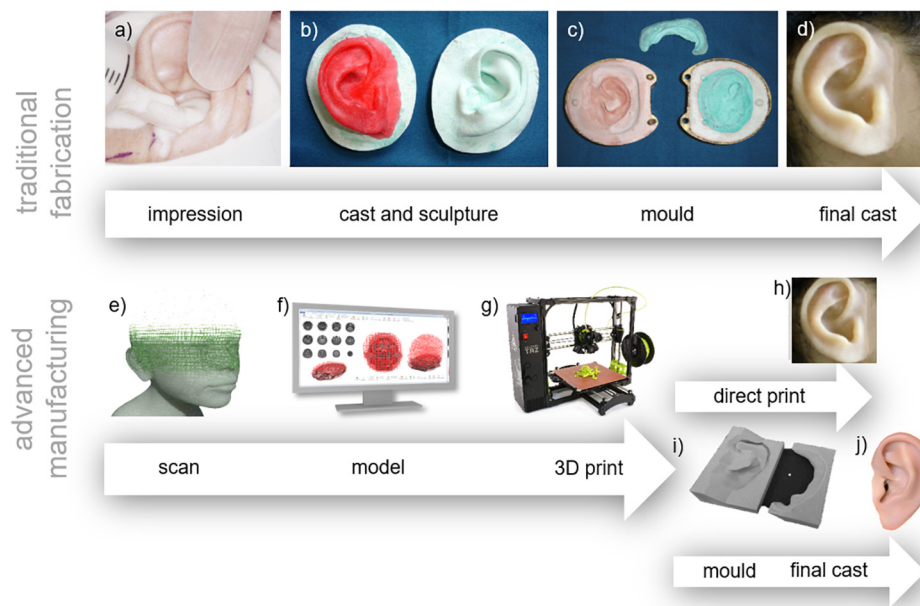 traditional
fabrication
a)
b)
c)
d)
impression
cast and sculpture
mould
final cast
advanced
manufacturing
e)
f)
g)
h)
direct print
scan
model
3D print
i)
j)
mould
final cast